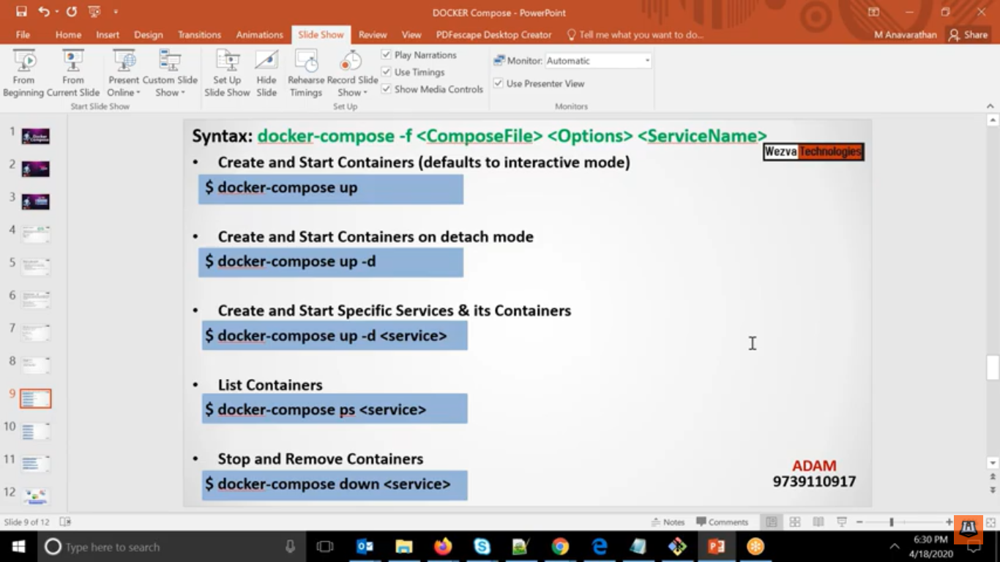 DOCKER Compose - PowerPoint
File Home Insert Design Transitions Animations Slide Show Review View PDFescape Desktop Creator Tell me what you want to do... M Anavarathan Share
From Beginning
From Current Slide
Present Online
Custom Slide Show
Set Up Slide Show
Hide Slide
Rehearse Timings
Record Slide Show
Play Narrations
Use Timings
Show Media Controls
Monitor: Automatic
Use Presenter View
Start Slide Show
Set Up
Monitors
1
2
3
4
5
6
7
8
9
10
11
12
Syntax: docker-compose -f <ComposeFile> <Options> <ServiceName>
Wezva Technologies
• Create and Start Containers (defaults to interactive mode)
$ docker-compose up
• Create and Start Containers on detach mode
$ docker-compose up -d
• Create and Start Specific Services & its Containers
$ docker-compose up -d <service>
• List Containers
$ docker-compose ps <service>
• Stop and Remove Containers
$ docker-compose down <service>
ADAM
9739110917
Slide 9 of 12
Notes
Comments
Type here to search
6:30 PM
4/18/2020